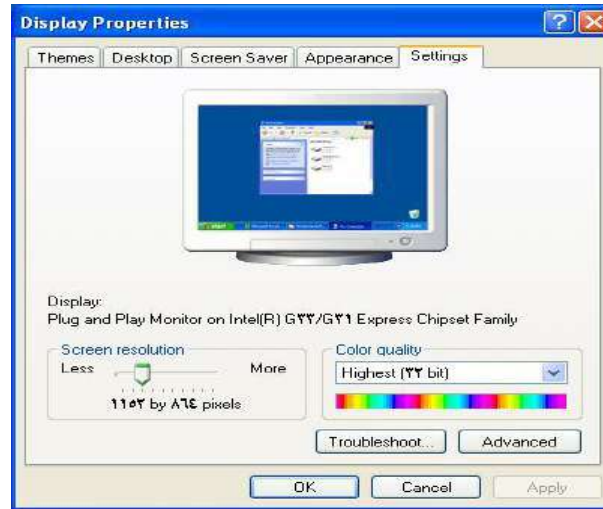 Display Properties
Themes Desktop Screen Saver Appearance Settings
Display:
Plug and Play Monitor on Intel(R) G٣٣/G٣١ Express Chipset Family
Screen resolution
Less More
١١٥٢ by ٨٦٤ pixels
Color quality
Highest (٣٢ bit)
Troubleshoot... Advanced
OK Cancel Apply